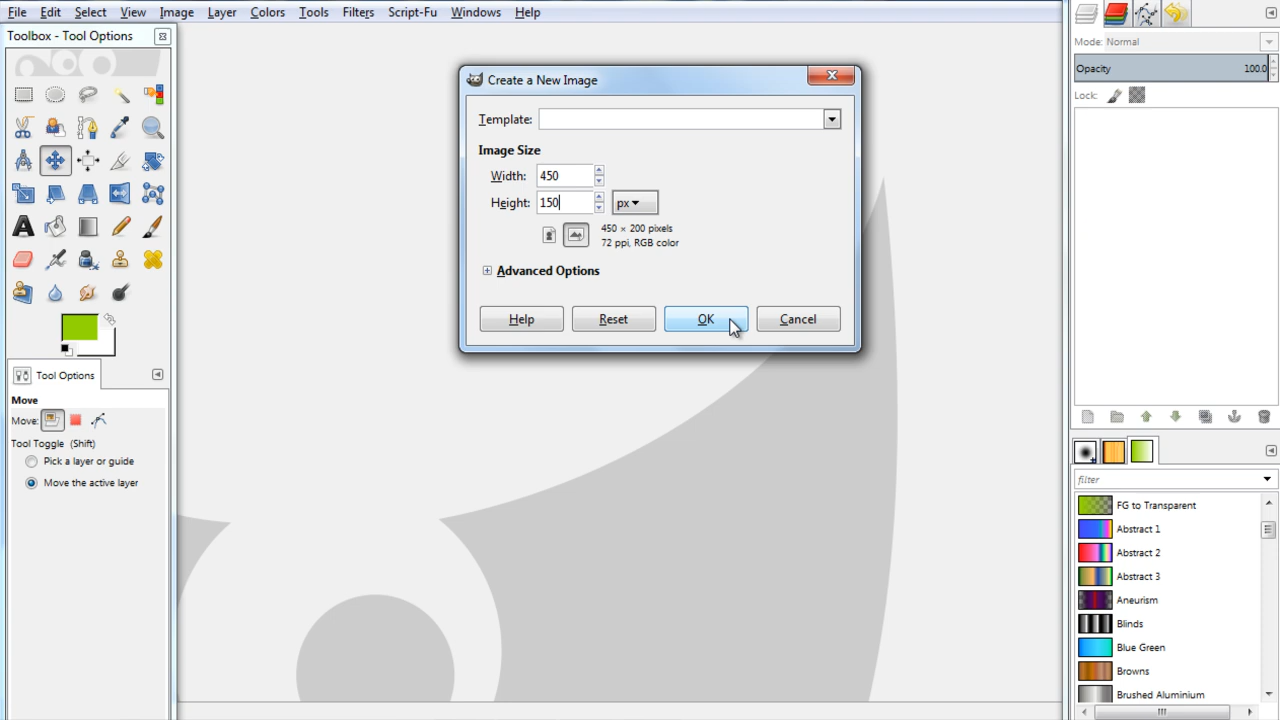 File Edit Select View Image Layer Colors Tools Filters Script-Fu Windows Help
Toolbox - Tool Options
Tool Options
Move
Move:
Tool Toggle (Shift)
Pick a layer or guide
Move the active layer
Create a New Image
Template:
Image Size
Width: 450
Height: 150 px
450 × 200 pixels
72 ppi, RGB color
Advanced Options
Help Reset OK Cancel
Mode: Normal
Opacity 100.0
Lock:
filter
FG to Transparent
Abstract 1
Abstract 2
Abstract 3
Aneurism
Blinds
Blue Green
Browns
Brushed Aluminium